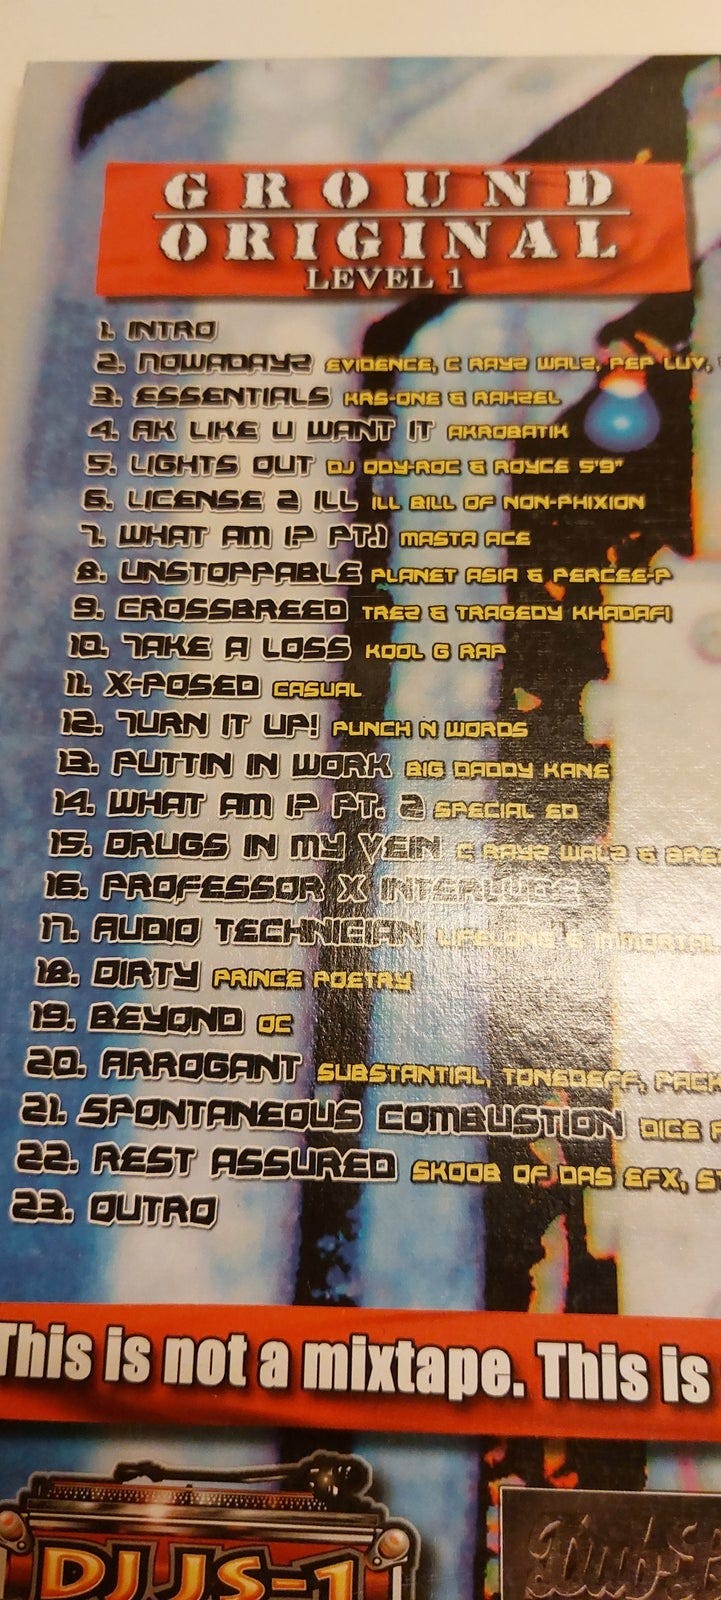 GROUND
ORIGINAL
LEVEL 1
1. INTRO
2. NOWADAYZ EVIDENCE, C RAYZ WALZ, PEP LUV,
3. ESSENTIALS KRS-ONE & RAHZEL
4. AK LIKE U WANT IT AKROBATIK
5. LIGHTS OUT DJ ODY-ROC & ROYCE 5'9"
6. LICENSE 2 ILL ILL BILL OF NON-PHIXION
7. WHAT AM I? PT.1 MASTA ACE
8. UNSTOPPABLE PLANET ASIA & PERCEE-P
9. CROSSBREED TREZ & TRAGEDY KHADAFI
10. TAKE A LOSS KOOL G RAP
11. X-POSED CASUAL
12. TURN IT UP! PUNCH N WORDS
13. PUTTIN IN WORK BIG DADDY KANE
14. WHAT AM I? PT. 2 SPECIAL ED
15. DRUGS IN MY VEIN C RAYZ WALZ &
16. PROFESSOR X INTERLUDE
17. AUDIO TECHNICIAN LIFELONG & IMMORTAL
18. DIRTY PRINCE POETRY
19. BEYOND OC
20. ARROGANT SUBSTANTIAL, TONEDEFF, PACK
21. SPONTANEOUS COMBUSTION DICE
22. REST ASSURED SKOOB OF DAS EFX,
23. OUTRO
This is not a mixtape. This is
DJ JS-1